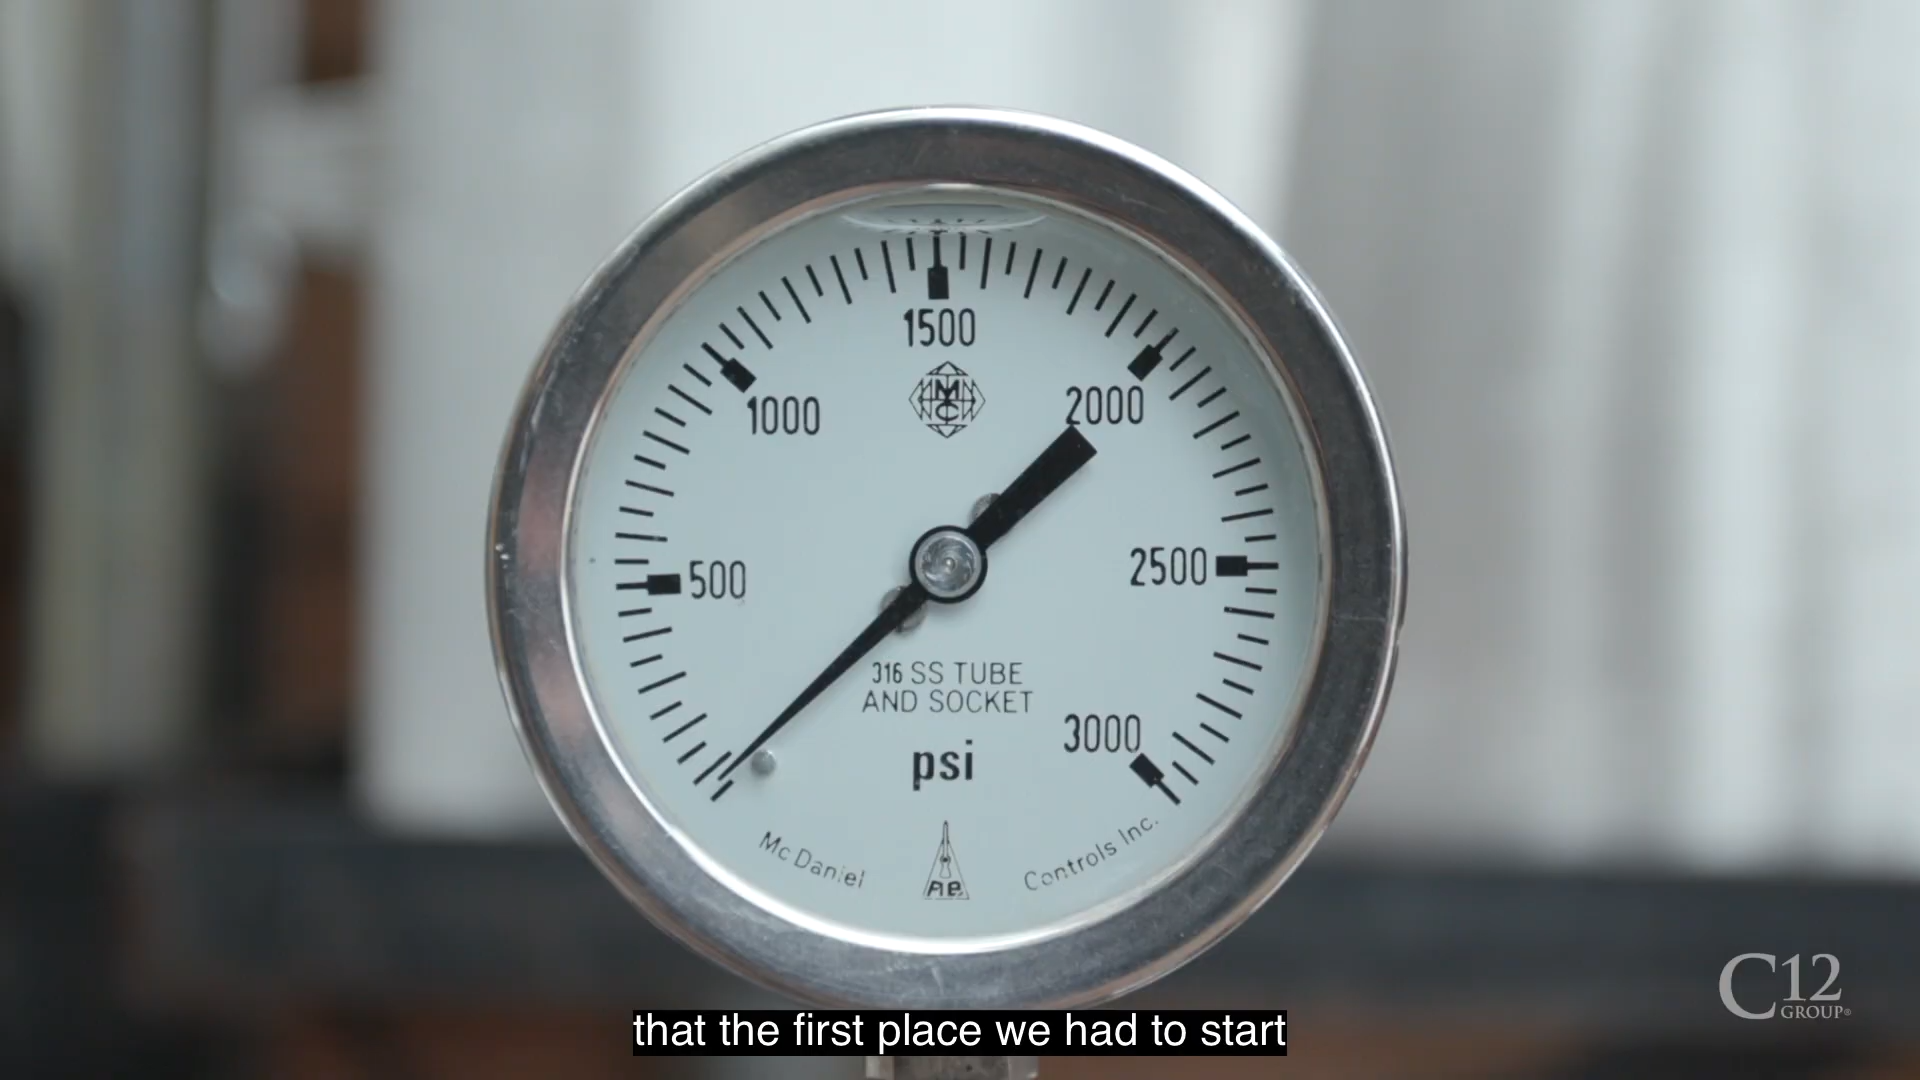 1500
1000
2000
500
2500
316 SS TUBE
AND SOCKET
3000
psi
Mc Daniel
Controls Inc.
C12
GROUP®
that the first place we had to start